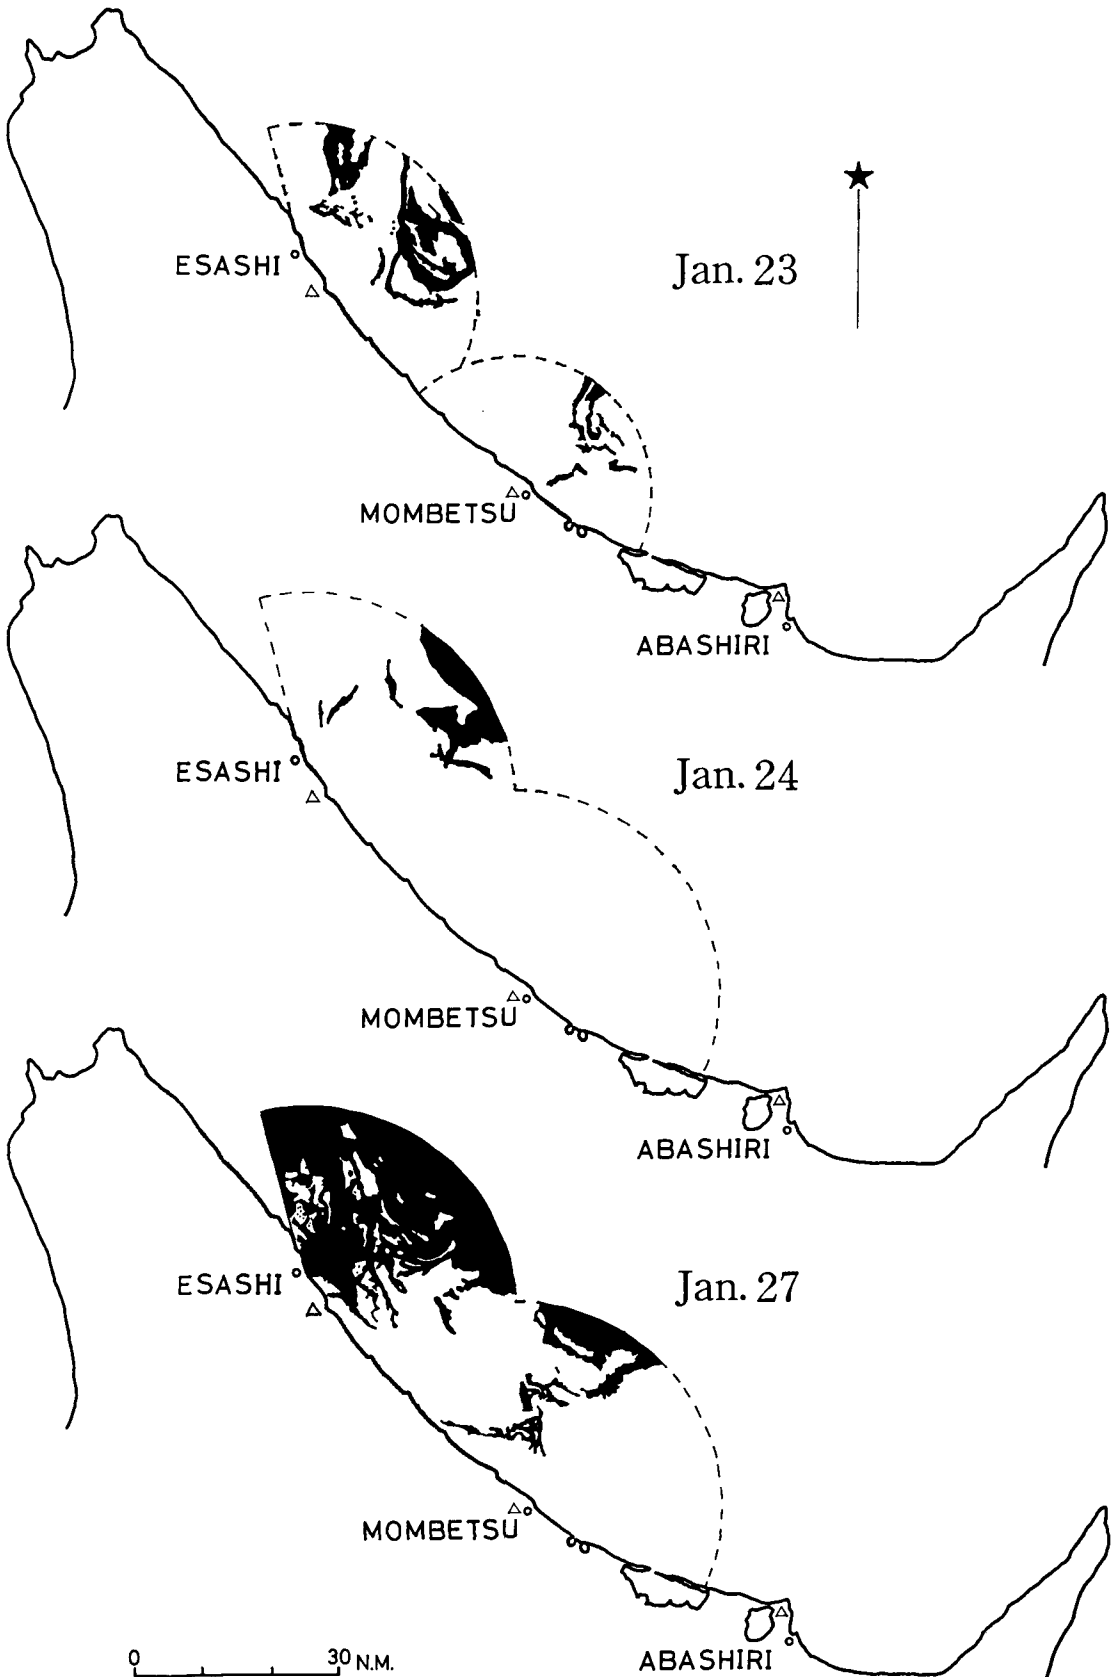 ESASHI
Jan. 23
MOMBETSU
ABASHIRI
ESASHI
Jan. 24
MOMBETSU
ABASHIRI
ESASHI
Jan. 27
MOMBETSU
ABASHIRI
0 30 N.M.